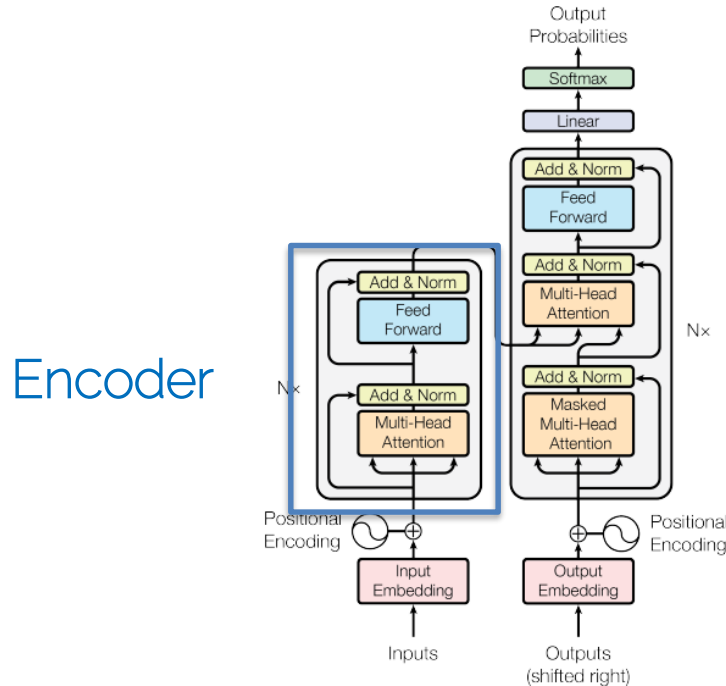 Output
Probabilities
Softmax
Linear
Add & Norm
Feed
Forward
Add & Norm
Multi-Head
Attention
N×
Add & Norm
Masked
Multi-Head
Attention
Positional
Encoding
Output
Embedding
Outputs
(shifted right)
Encoder
N×
Add & Norm
Feed
Forward
Add & Norm
Multi-Head
Attention
Positional
Encoding
Input
Embedding
Inputs